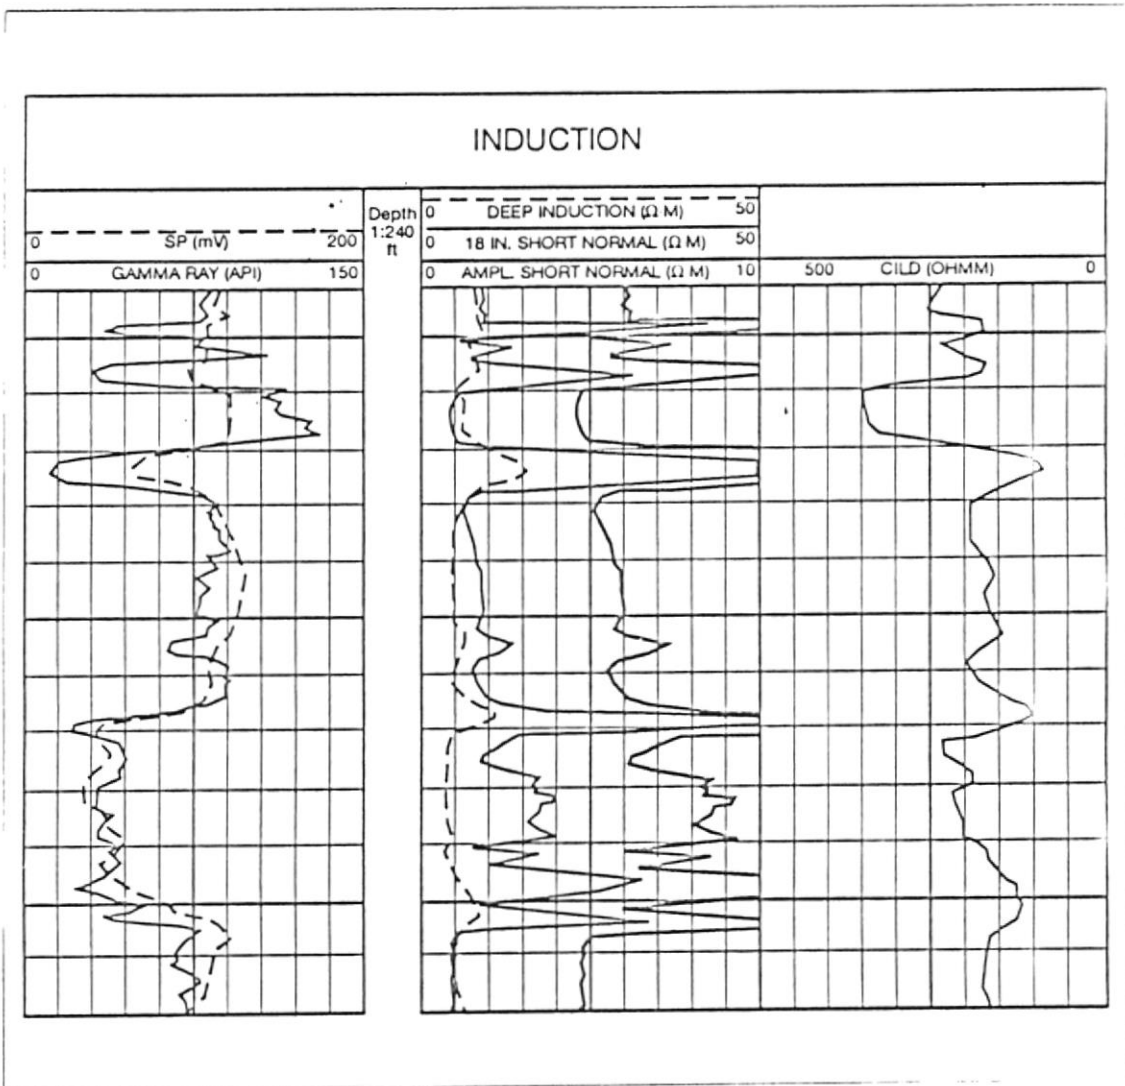 INDUCTION
0 SP (mV) 200
0 GAMMA RAY (API) 150
Depth
1:240
ft
0 DEEP INDUCTION (Ω M) 50
0 18 IN. SHORT NORMAL (Ω M) 50
0 AMPL. SHORT NORMAL (Ω M) 10
500 CILD (OHMM) 0